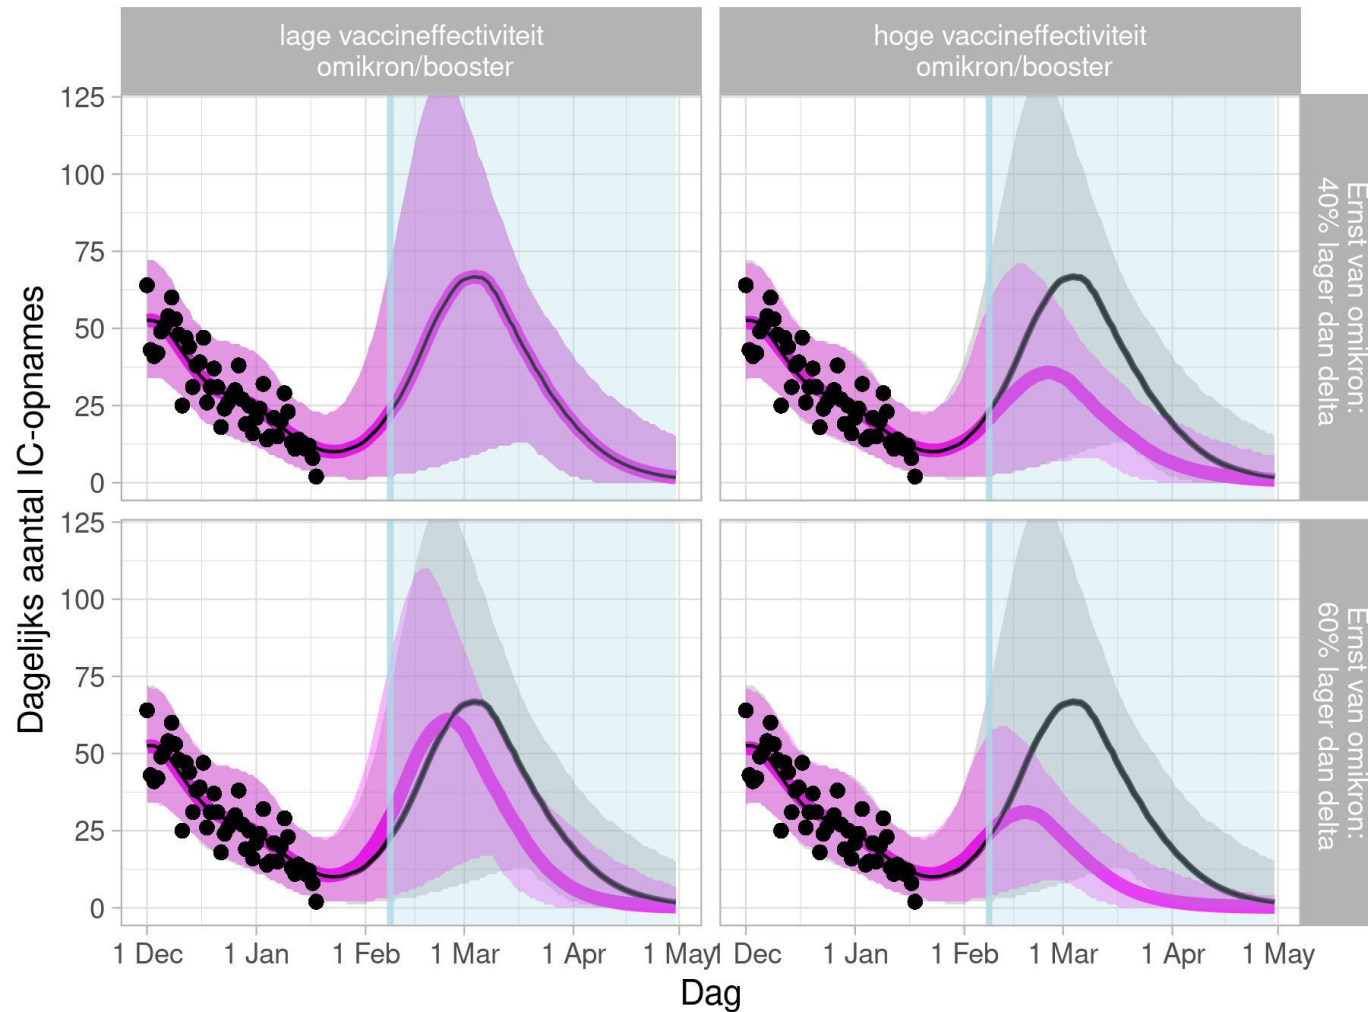 lage vaccineffectiviteit
omikron/booster
hoge vaccineffectiviteit
omikron/booster
125
100
75
50
25
0
Ernst van omikron:
40% lager dan delta
125
100
75
50
25
0
Ernst van omikron:
60% lager dan delta
Dagelijks aantal IC-opnames
1 Dec 1 Jan 1 Feb 1 Mar 1 Apr 1 May
1 Dec 1 Jan 1 Feb 1 Mar 1 Apr 1 May
Dag